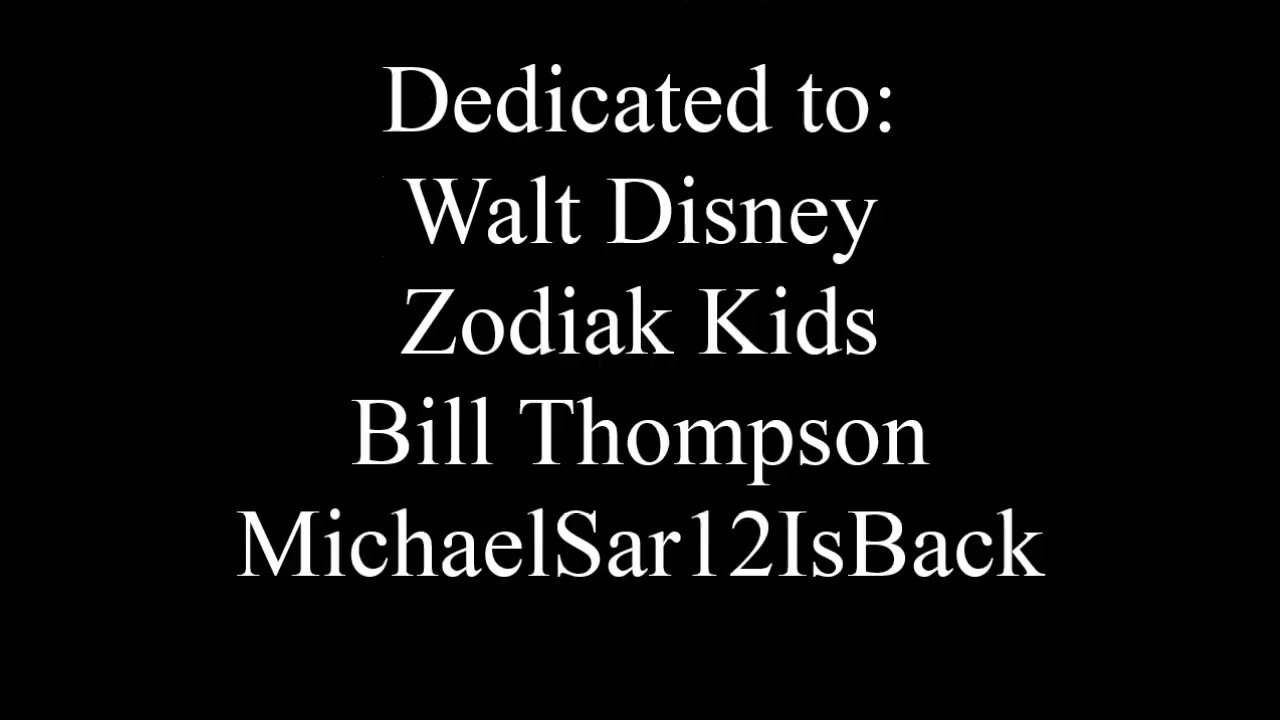 Dedicated to:
Walt Disney
Zodiak Kids
Bill Thompson
MichaelSar12IsBack